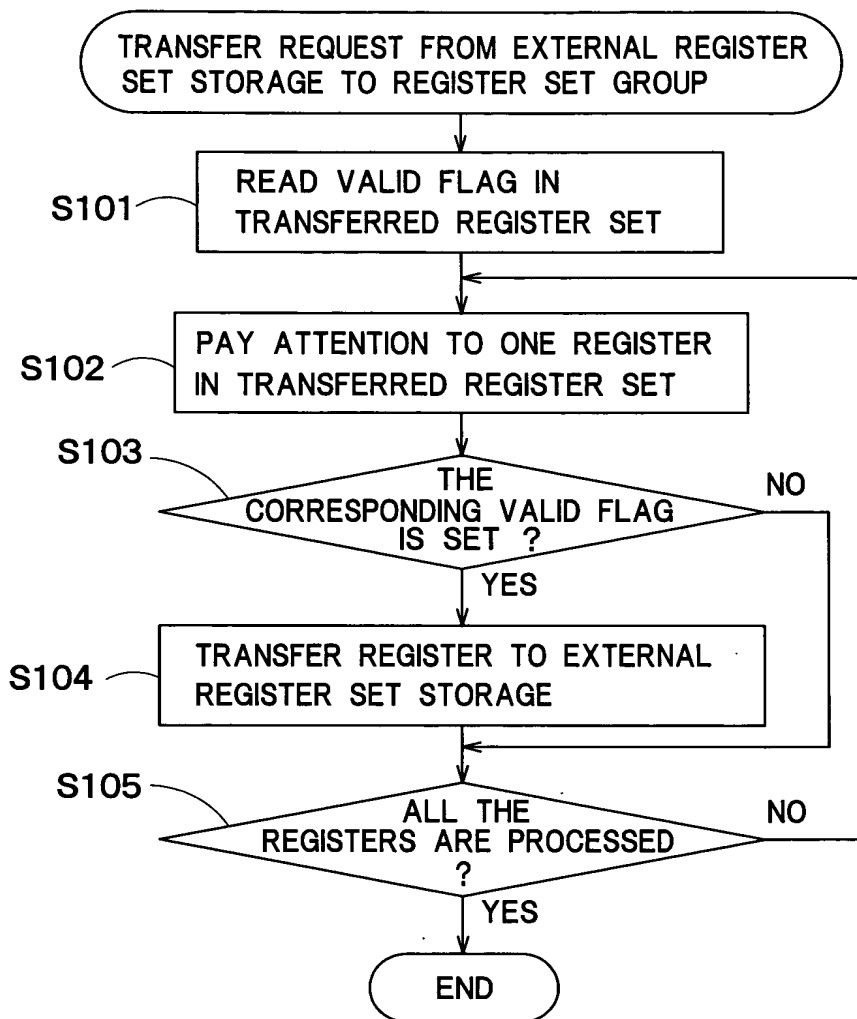 TRANSFER REQUEST FROM EXTERNAL REGISTER
SET STORAGE TO REGISTER SET GROUP
S101
READ VALID FLAG IN
TRANSFERRED REGISTER SET
S102
PAY ATTENTION TO ONE REGISTER
IN TRANSFERRED REGISTER SET
S103
THE
CORRESPONDING VALID FLAG
IS SET ?
NO
YES
S104
TRANSFER REGISTER TO EXTERNAL
REGISTER SET STORAGE
S105
ALL THE
REGISTERS ARE PROCESSED
?
NO
YES
END